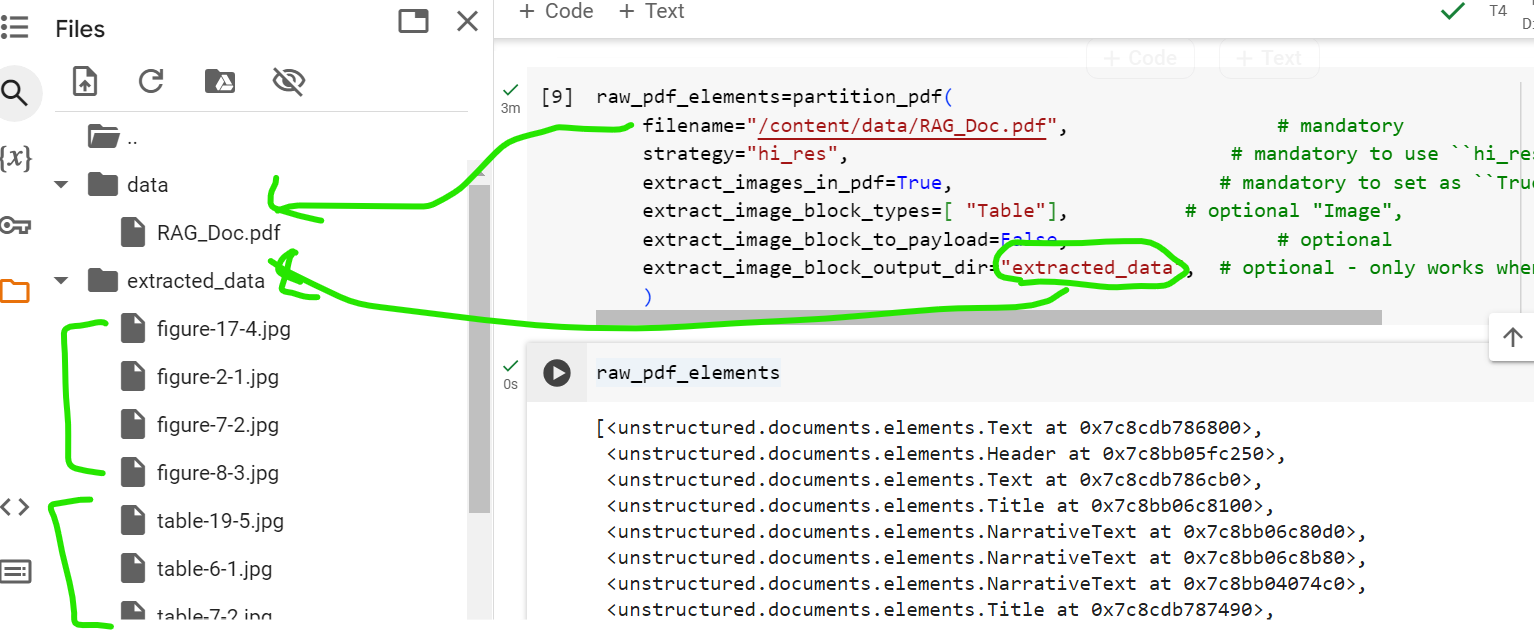 Files
+ Code + Text
T4
+ Code + Text
..
data
RAG_Doc.pdf
extracted_data
figure-17-4.jpg
figure-2-1.jpg
figure-7-2.jpg
figure-8-3.jpg
table-19-5.jpg
table-6-1.jpg
table-7-2.jpg
{x}
3m
[9] raw_pdf_elements=partition_pdf(
filename="/content/data/RAG_Doc.pdf", # mandatory
strategy="hi_res", # mandatory to use ``hi_res
extract_images_in_pdf=True, # mandatory to set as ``Tru
extract_image_block_types=[ "Table"], # optional "Image",
extract_image_block_to_payload=False, # optional
extract_image_block_output_dir="extracted_data", # optional - only works when
)
0s
raw_pdf_elements
[<unstructured.documents.elements.Text at 0x7c8cdb786800>,
<unstructured.documents.elements.Header at 0x7c8bb05fc250>,
<unstructured.documents.elements.Text at 0x7c8cdb786cb0>,
<unstructured.documents.elements.Title at 0x7c8bb06c8100>,
<unstructured.documents.elements.NarrativeText at 0x7c8bb06c80d0>,
<unstructured.documents.elements.NarrativeText at 0x7c8bb06c8b80>,
<unstructured.documents.elements.NarrativeText at 0x7c8bb04074c0>,
<unstructured.documents.elements.Title at 0x7c8cdb787490>,